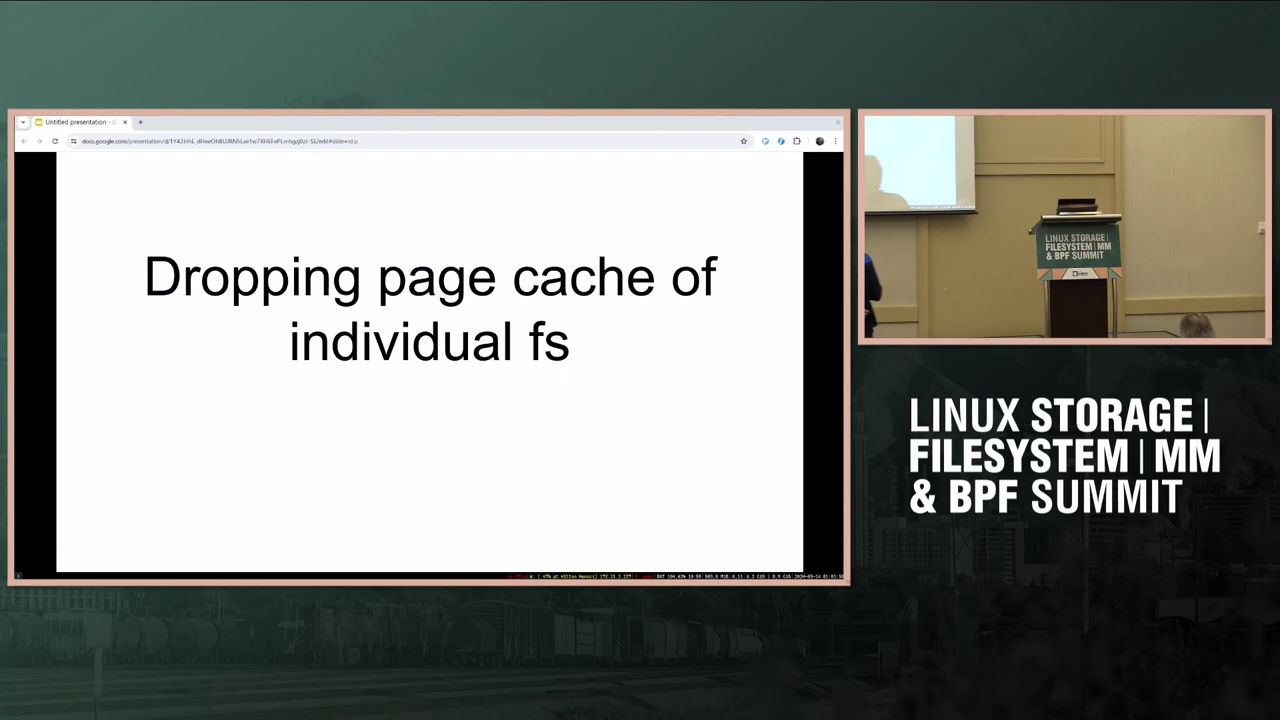 Untitled presentation - G
Dropping page cache of
individual fs
LINUX STORAGE |
FILESYSTEM | MM
& BPF SUMMIT
LINUX STORAGE |
FILESYSTEM | MM
& BPF SUMMIT